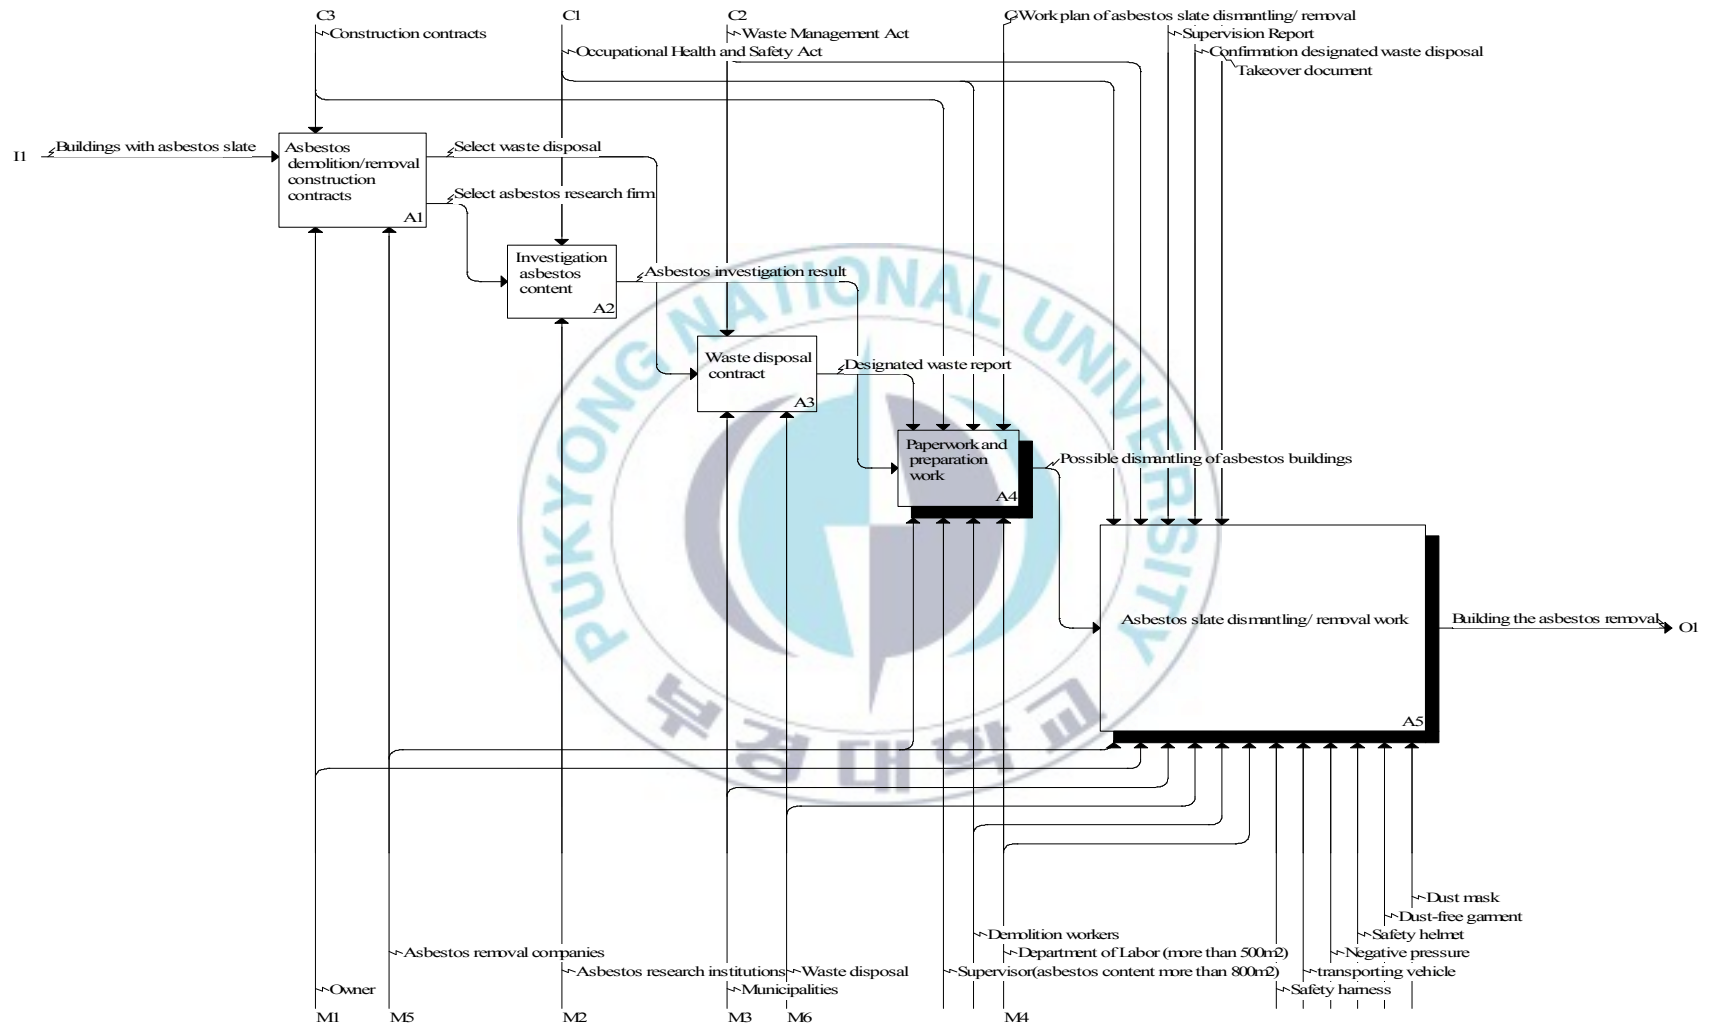 C3
C1
C2
Work plan of asbestos slate dismantling/ removal
Construction contracts
Waste Management Act
Supervision Report
Occupational Health and Safety Act
Confirmation designated waste disposal
Takeover document
I1
Buildings with asbestos slate
Asbestos
demolition/removal
construction
contracts
A1
Select waste disposal
Select asbestos research firm
Investigation
asbestos
content
A2
Asbestos investigation result
Waste disposal
contract
A3
Designated waste report
Paperwork and
preparation
work
A4
Possible dismantling of asbestos buildings
Asbestos slate dismantling/ removal work
A5
Building the asbestos removal
O1
PUKYONG NATIONAL UNIVERSITY
부경대학교
Dust mask
Dust-free garment
Demolition workers
Safety helmet
Asbestos removal companies
Department of Labor (more than 500m2)
Negative pressure
Asbestos research institutions
Waste disposal
Supervisor(asbestos content more than 800m2)
transporting vehicle
Owner
Municipalities
Safety harness
M1
M5
M2
M3
M6
M4